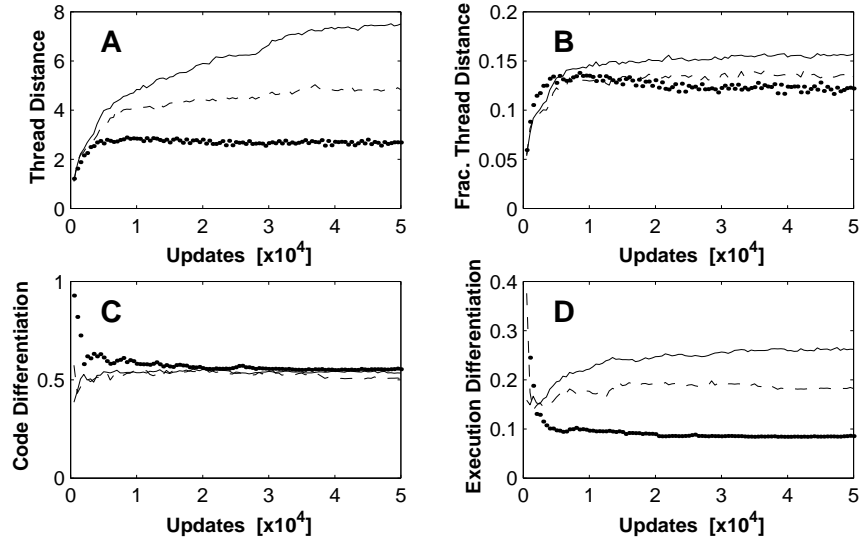 A
Thread Distance
8
6
4
2
0
0 1 2 3 4 5
Updates [x10^4]
B
Frac. Thread Distance
0.2
0.15
0.1
0.05
0
0 1 2 3 4 5
Updates [x10^4]
C
Code Differentiation
1
0.5
0
0 1 2 3 4 5
Updates [x10^4]
D
Execution Differentiation
0.4
0.3
0.2
0.1
0
0 1 2 3 4 5
Updates [x10^4]